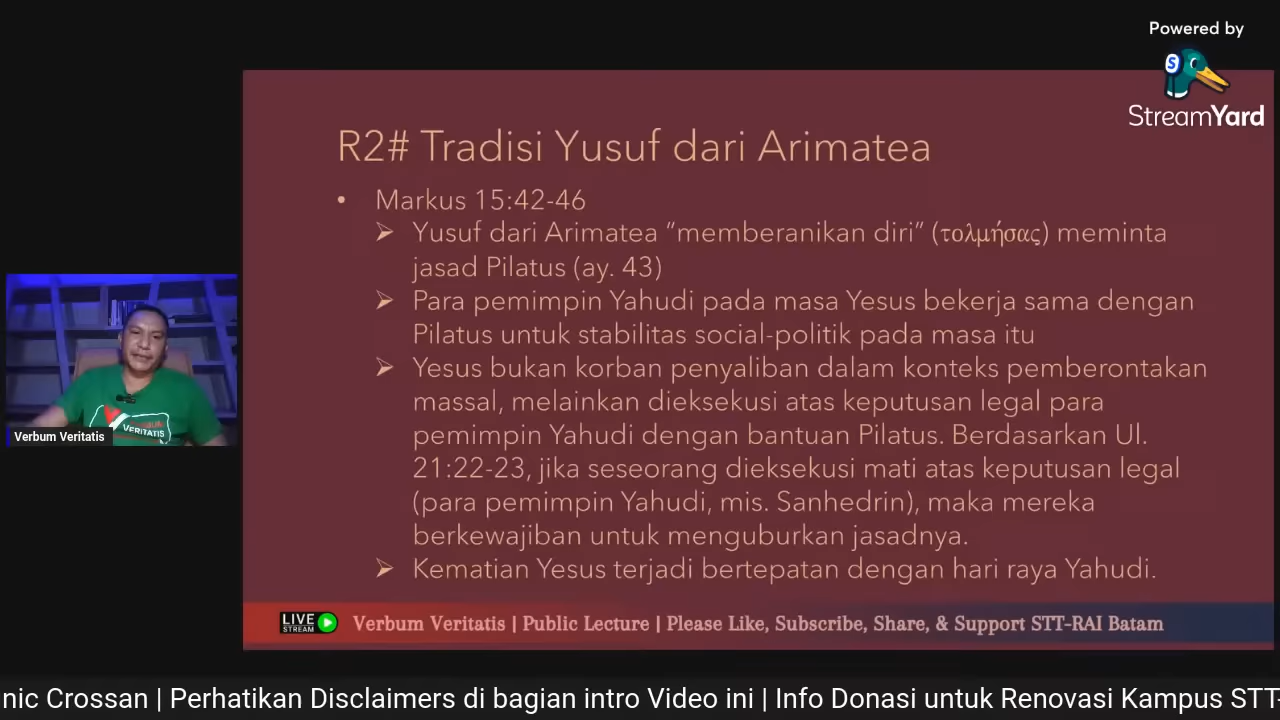 Powered by
S
StreamYard
R2# Tradisi Yusuf dari Arimatea
• Markus 15:42-46
➢ Yusuf dari Arimatea “memberanikan diri” (τολμήσας) meminta
jasad Pilatus (ay. 43)
➢ Para pemimpin Yahudi pada masa Yesus bekerja sama dengan
Pilatus untuk stabilitas social-politik pada masa itu
➢ Yesus bukan korban penyaliban dalam konteks pemberontakan
massal, melainkan dieksekusi atas keputusan legal para
pemimpin Yahudi dengan bantuan Pilatus. Berdasarkan Ul.
21:22-23, jika seseorang dieksekusi mati atas keputusan legal
(para pemimpin Yahudi, mis. Sanhedrin), maka mereka
berkewajiban untuk menguburkan jasadnya.
➢ Kematian Yesus terjadi bertepatan dengan hari raya Yahudi.
VERITATIS
Verbum Veritatis
LIVE
STREAM
Verbum Veritatis | Public Lecture | Please Like, Subscribe, Share, & Support STT-RAI Batam
nic Crossan | Perhatikan Disclaimers di bagian intro Video ini | Info Donasi untuk Renovasi Kampus STT